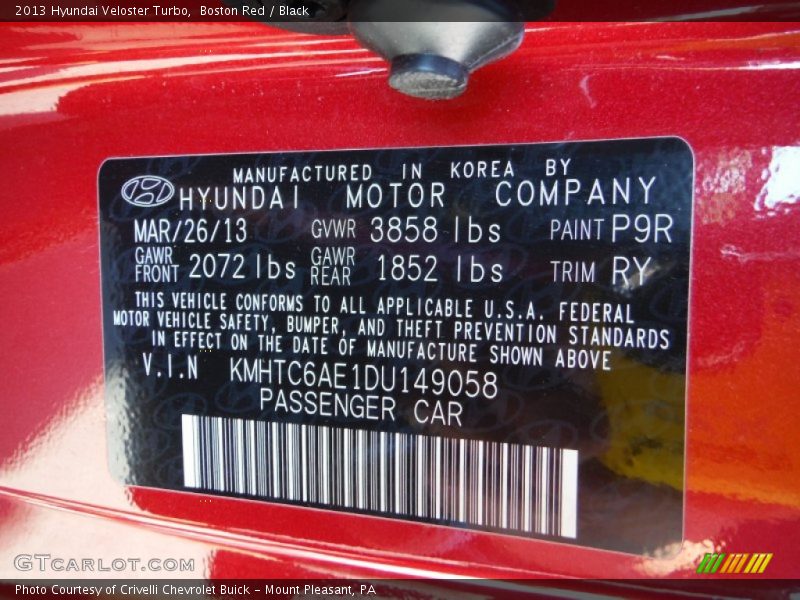 2013 Hyundai Veloster Turbo, Boston Red / Black
MANUFACTURED IN KOREA BY
HYUNDAI MOTOR COMPANY
MAR/26/13 GVWR 3858 lbs PAINT P9R
GAWR FRONT 2072 lbs GAWR REAR 1852 lbs TRIM RY
THIS VEHICLE CONFORMS TO ALL APPLICABLE U.S.A. FEDERAL
MOTOR VEHICLE SAFETY, BUMPER, AND THEFT PREVENTION STANDARDS
IN EFFECT ON THE DATE OF MANUFACTURE SHOWN ABOVE
V.I.N KMHTC6AE1DU149058
PASSENGER CAR
GTCARLOT.COM
Photo Courtesy of Crivelli Chevrolet Buick - Mount Pleasant, PA